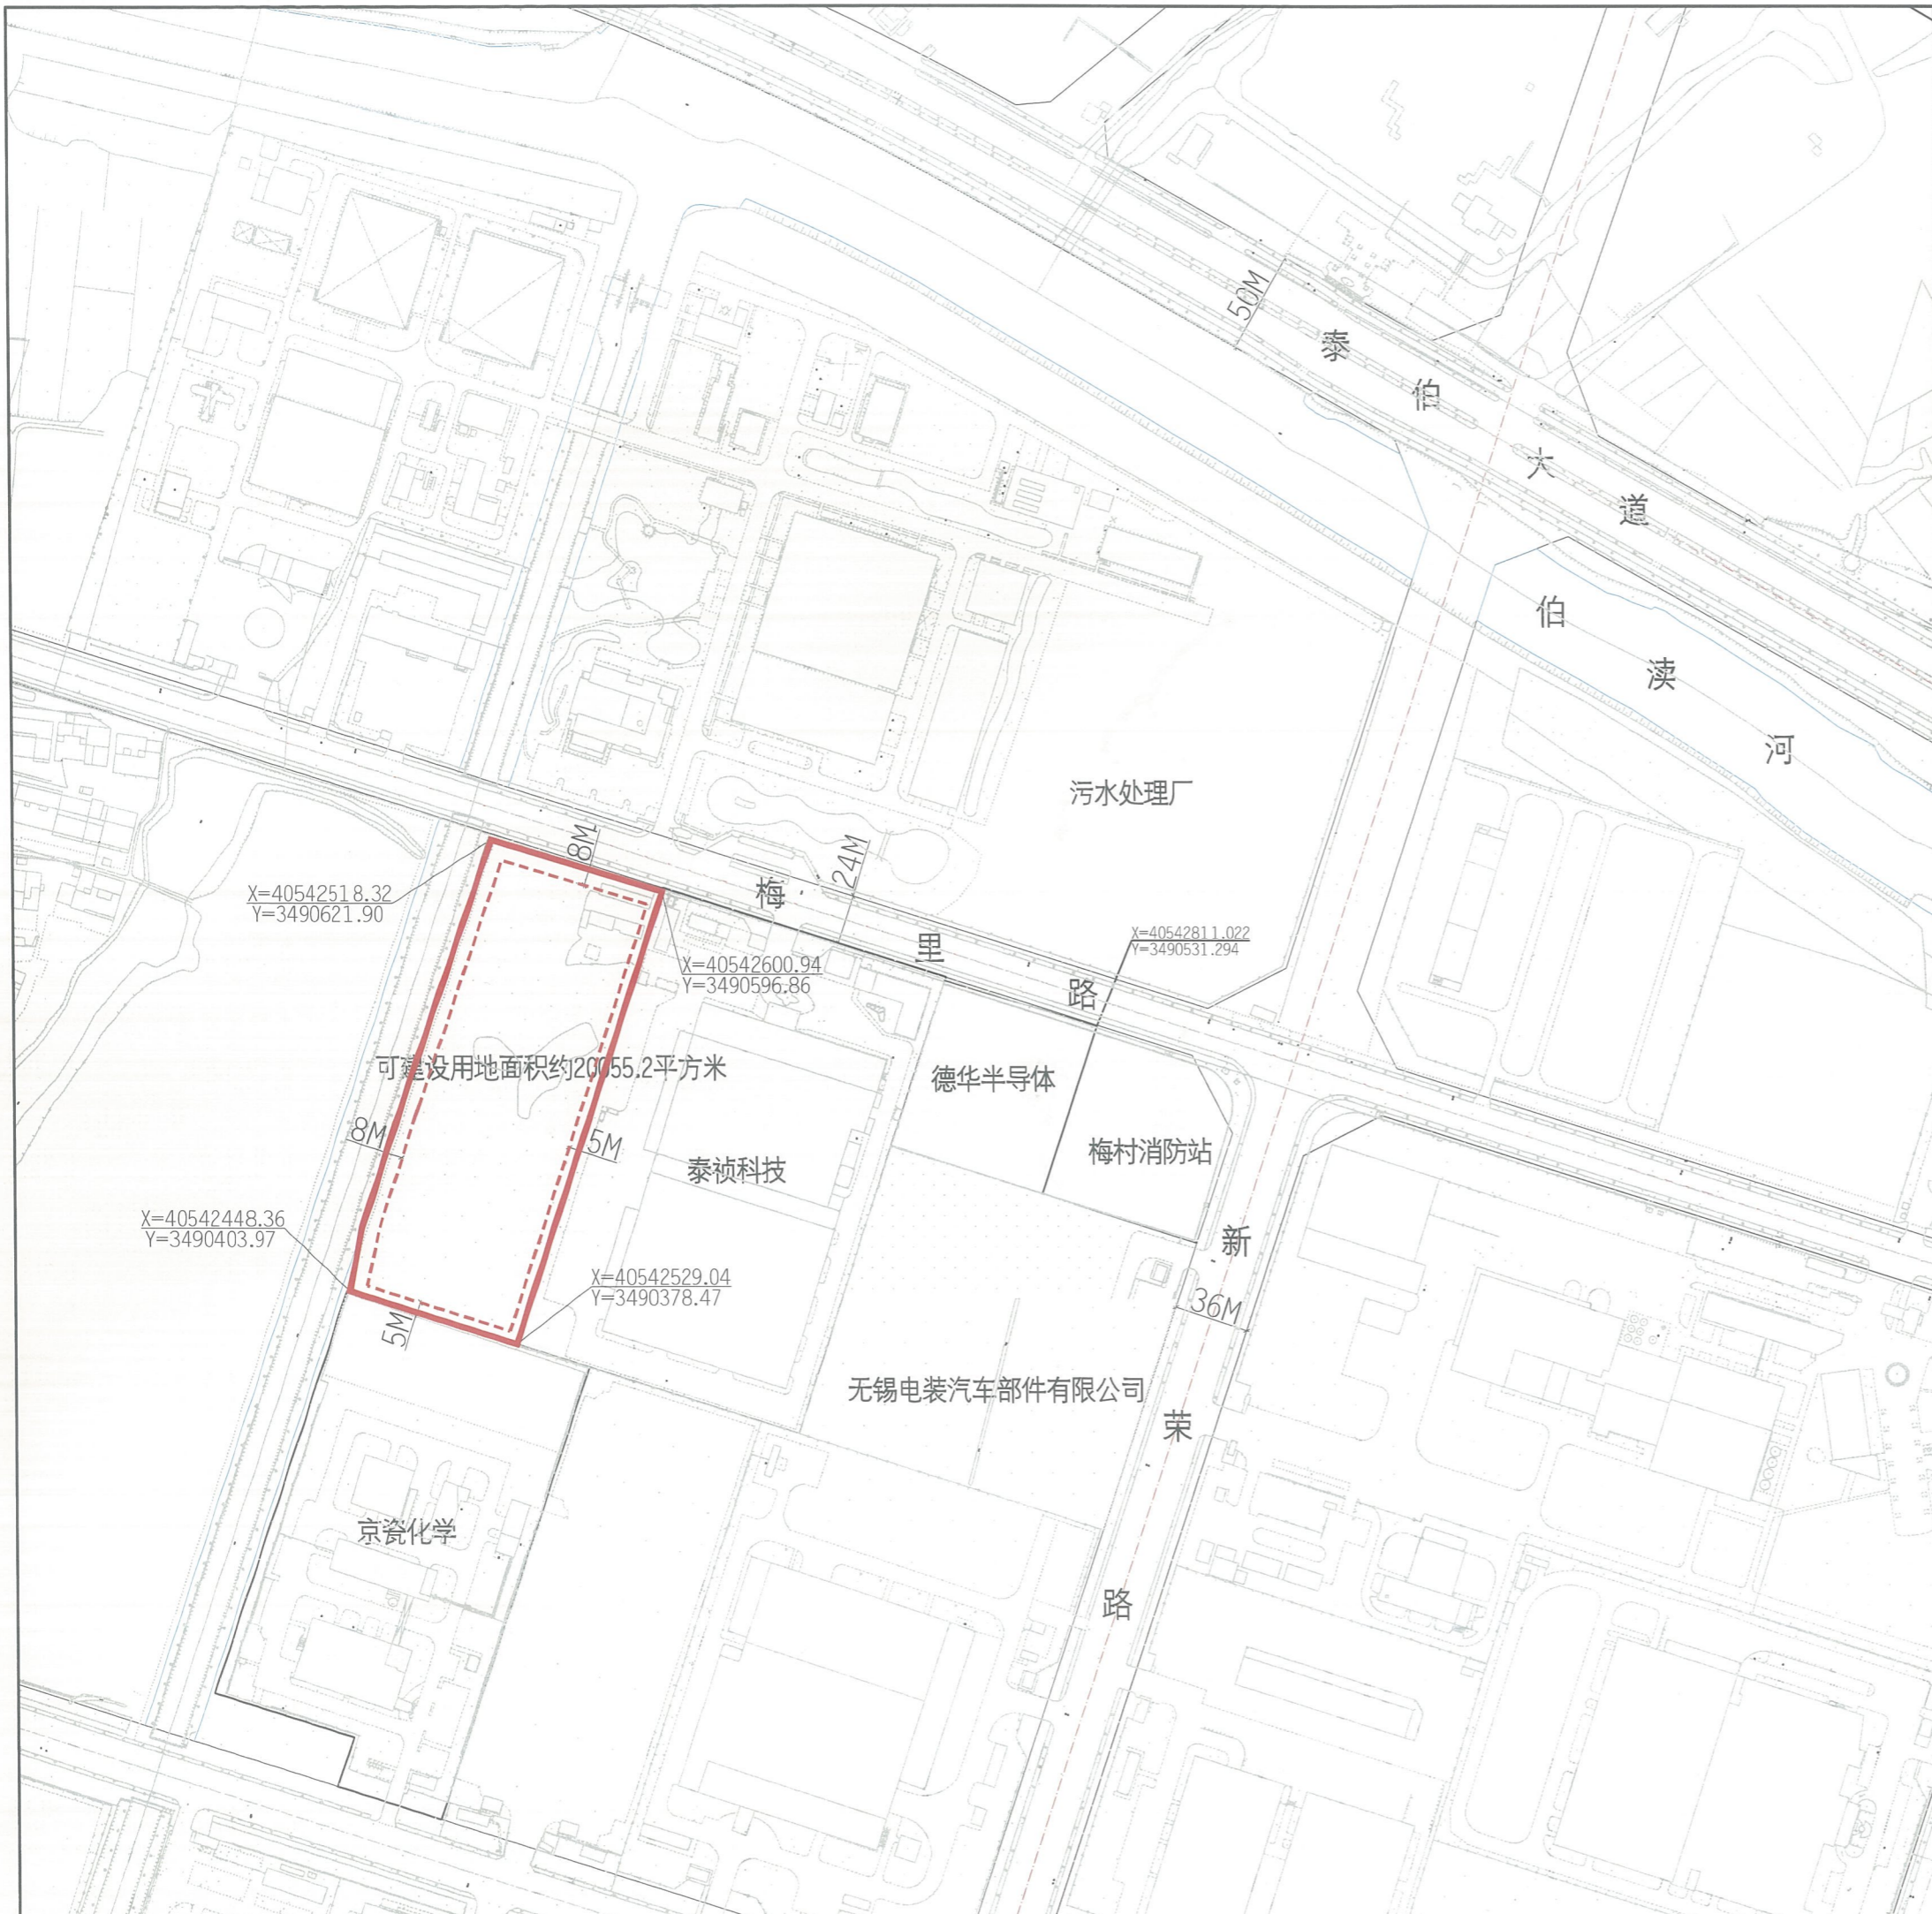 50M
泰伯大道
伯渎河
污水处理厂
8M
24M
X=40542518.32
Y=3490621.90
梅里路
X=40542811.022
Y=3490531.294
X=40542600.94
Y=3490596.86
可建设用地面积约20055.2平方米
德华半导体
8M
5M
梅村消防站
泰祯科技
X=40542448.36
Y=3490403.97
新荣路
X=40542529.04
Y=3490378.47
36M
5M
无锡电装汽车部件有限公司
京瓷化学